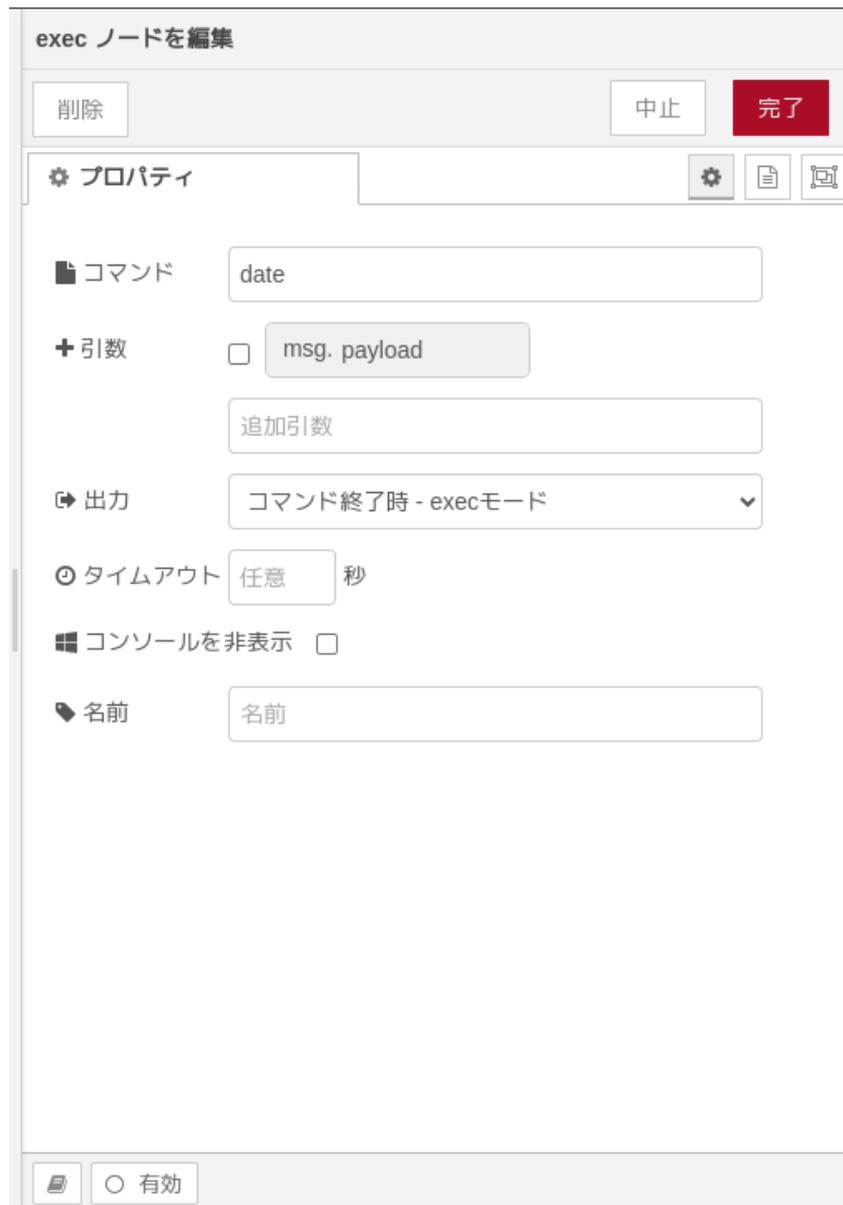 exec ノードを編集
削除
中止
完了
プロパティ
コマンド
date
引数
msg. payload
追加引数
出力
コマンド終了時 - execモード
タイムアウト
任意
秒
コンソールを非表示
名前
名前
有効